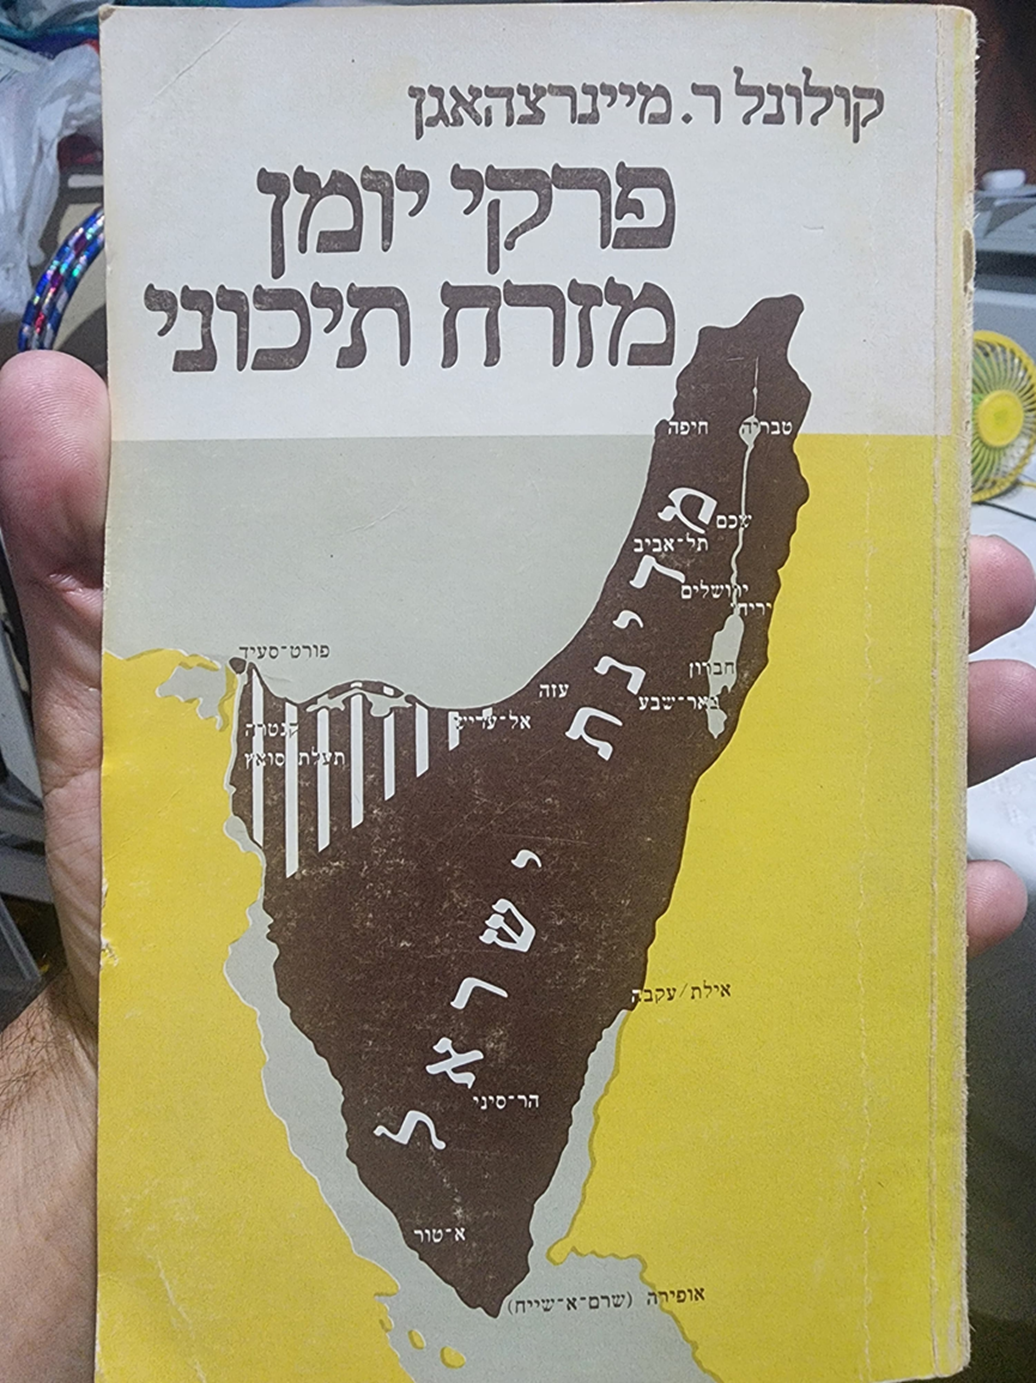 קולונל ר. מיינרצהאגן
פרקי יומן
מזרח תיכוני
חיפה
טבריה
שכם
תל־אביב
ירושלים
יריחו
חברון
באר־שבע
עזה
אל־עריש
פורט־סעיד
קנטרה
תעלת סואץ
מדינת
ישראל
אילת/עקבה
הר־סיני
א־טור
אופירה (שרם־א־שייח)